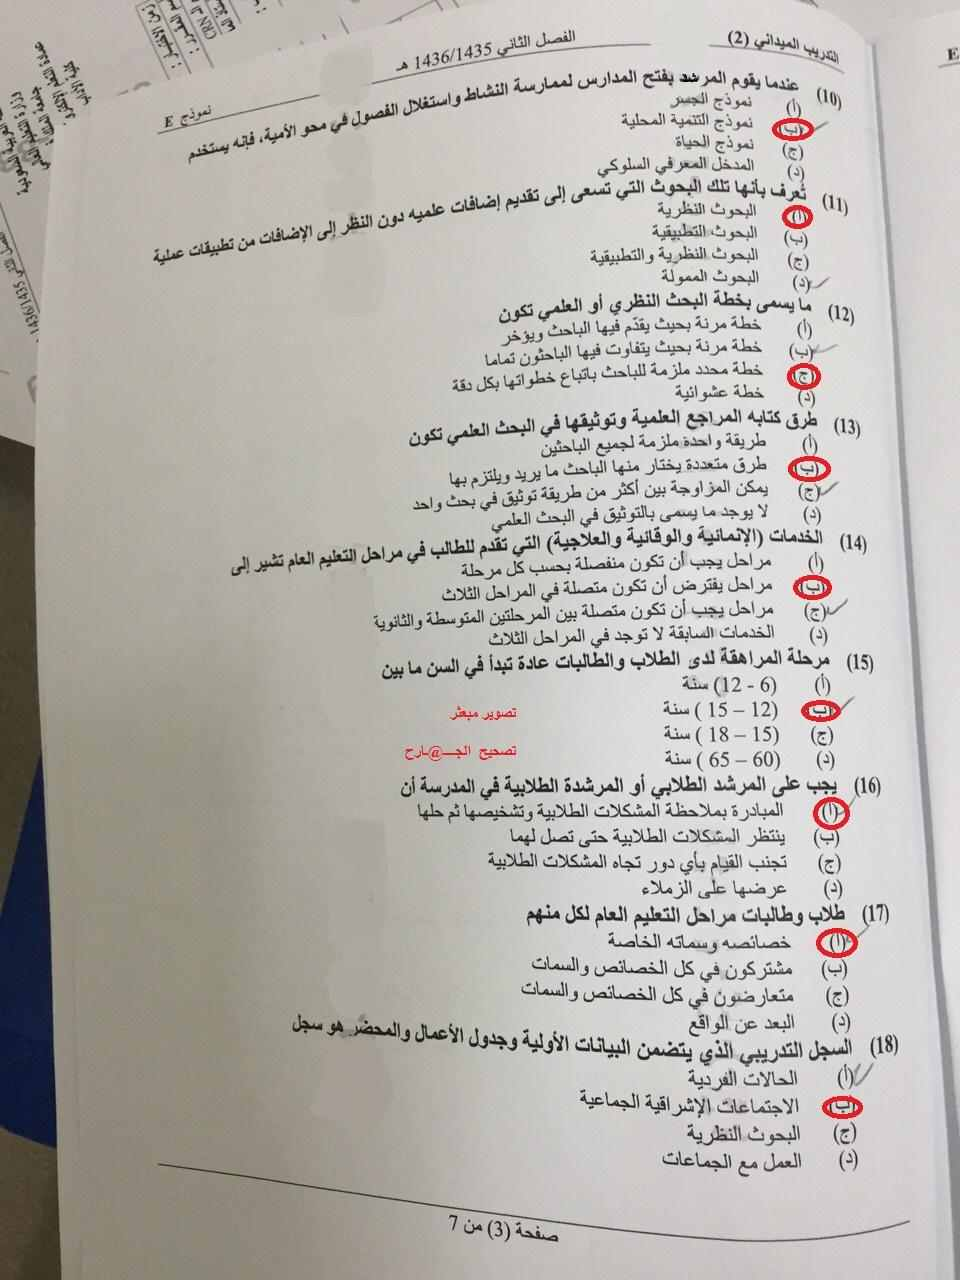 التدريب الميداني (2)
الفصل الثاني 1436/1435 هـ
نموذج E
(10) عندما يقوم المرشد بفتح المدارس لممارسة النشاط واستغلال الفصول في محو الأمية، فإنه يستخدم
(أ) نموذج الجسر
(ب) نموذج التنمية المحلية
(ج) نموذج الحياة
(د) المدخل المعرفي السلوكي
(11) تُعرف بأنها تلك البحوث التي تسعى إلى تقديم إضافات علميه دون النظر إلى الإضافات من تطبيقات عملية
(أ) البحوث النظرية
(ب) البحوث التطبيقية
(ج) البحوث النظرية والتطبيقية
(د) البحوث الممولة
(12) ما يسمى بخطة البحث النظري أو العلمي تكون
(أ) خطة مرنة بحيث يقدّم فيها الباحث ويؤخر
(ب) خطة مرنة بحيث يتفاوت فيها الباحثون تماما
(ج) خطة محدد ملزمة للباحث باتباع خطواتها بكل دقة
(د) خطة عشوائية
(13) طرق كتابه المراجع العلمية وتوثيقها في البحث العلمي تكون
(أ) طريقة واحدة ملزمة لجميع الباحثين
(ب) طرق متعددة يختار منها الباحث ما يريد ويلتزم بها
(ج) يمكن المزاوجة بين أكثر من طريقة توثيق في بحث واحد
(د) لا يوجد ما يسمى بالتوثيق في البحث العلمي
(14) الخدمات (الإنمائية والوقائية والعلاجية) التي تقدم للطالب في مراحل التعليم العام تشير إلى
(أ) مراحل يجب أن تكون منفصلة بحسب كل مرحلة
(ب) مراحل يفترض أن تكون متصلة في المراحل الثلاث
(ج) مراحل يجب أن تكون متصلة بين المرحلتين المتوسطة والثانوية
(د) الخدمات السابقة لا توجد في المراحل الثلاث
(15) مرحلة المراهقة لدى الطلاب والطالبات عادة تبدأ في السن ما بين
(أ) (6 - 12) سنة
(ب) (12 – 15 ) سنة
تصوير مبعثر
(ج) (15 – 18 ) سنة
(د) (60 – 65 ) سنة
تصحيح الجـــ@ـارح
(16) يجب على المرشد الطلابي أو المرشدة الطلابية في المدرسة أن
(أ) المبادرة بملاحظة المشكلات الطلابية وتشخيصها ثم حلها
(ب) ينتظر المشكلات الطلابية حتى تصل لهما
(ج) تجنب القيام بأي دور تجاه المشكلات الطلابية
(د) عرضها على الزملاء
(17) طلاب وطالبات مراحل التعليم العام لكل منهم
(أ) خصائصه وسماته الخاصة
(ب) مشتركون في كل الخصائص والسمات
(ج) متعارضون في كل الخصائص والسمات
(د) البعد عن الواقع
(18) السجل التدريبي الذي يتضمن البيانات الأولية وجدول الأعمال والمحضر هو سجل
(أ) الحالات الفردية
(ب) الاجتماعات الإشراقية الجماعية
(ج) البحوث النظرية
(د) العمل مع الجماعات
صفحة (3) من 7